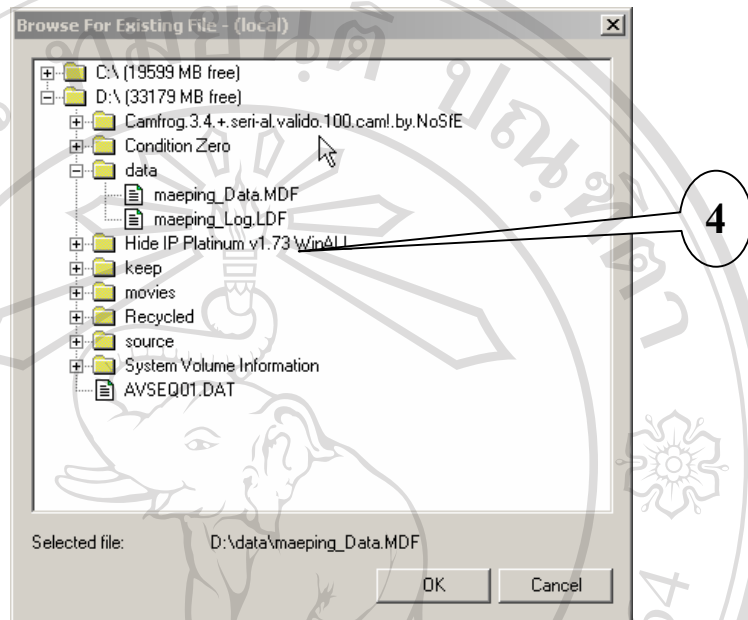 Browse For Existing File - (local)
C:\ (19599 MB free)
D:\ (33179 MB free)
Camfrog.3.4.+.seri-al.valido.100.cam!.by.NoSfE
Condition Zero
data
maeping_Data.MDF
maeping_Log.LDF
Hide IP Platinum v1.73 WinALL
4
keep
movies
Recycled
source
System Volume Information
AVSEQ01.DAT
Selected file: D:\data\maeping_Data.MDF
OK Cancel